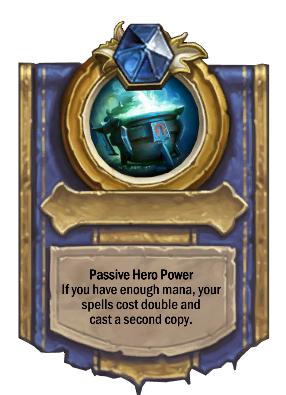 Passive Hero Power
If you have enough mana, your
spells cost double and
cast a second copy.